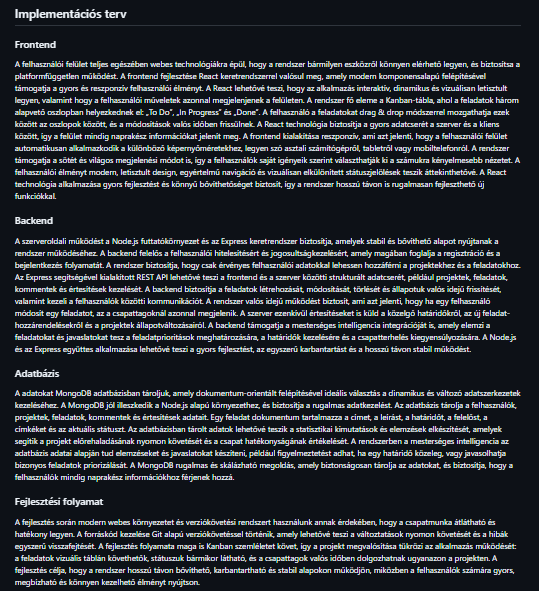 Implementációs terv
Frontend
A felhasználói felület teljes egészében webes technológiákra épül, hogy a rendszer bármilyen eszközről könnyen elérhető legyen, és biztosítsa a
platformfüggetlen működést. A frontend fejlesztése React keretrendszerrel valósul meg, amely modern komponensalapú felépítésével
támogatja a gyors és reszponzív felhasználói élményt. A React lehetővé teszi, hogy az alkalmazás interaktív, dinamikus és vizuálisan letisztult
legyen, valamint hogy a felhasználói műveletek azonnal megjelenjenek a felületen. A rendszer fő eleme a Kanban-tábla, ahol a feladatok három
alapvető oszlopban helyezkednek el: „To Do", „In Progress" és „Done". A felhasználó a feladatokat drag & drop módszerrel mozgathatja ezek
között az oszlopok között, és a módosítások valós időben frissülnek. A React technológia biztosítja a gyors adatcserét a szerver és a kliens
között, így a felület mindig naprakész információkat jelenít meg. A frontend kialakítása reszponzív, ami azt jelenti, hogy a felhasználói felület
automatikusan alkalmazkodik a különböző képernyőméretekhez, legyen szó asztali számítógépről, tabletről vagy mobiltelefonról. A rendszer
támogatja a sötét és világos megjelenési módot is, így a felhasználók saját igényeik szerint választhatják ki a számukra kényelmesebb nézetet. A
felhasználói élményt modern, letisztult design, egyértelmű navigáció és vizuálisan elkülönített státuszjelölések teszik áttekinthetővé. A React
technológia alkalmazása gyors fejlesztést és könnyű bővíthetőséget biztosít, így a rendszer hosszú távon is rugalmasan fejleszthető új
funkciókkal.
Backend
A szerveroldali működést a Node.js futtatókörnyezet és az Express keretrendszer biztosítja, amelyek stabil és bővíthető alapot nyújtanak a
rendszer működéséhez. A backend felelős a felhasználói hitelesítésért és jogosultságkezelésért, amely magában foglalja a regisztráció és a
bejelentkezés folyamatát. A rendszer biztosítja, hogy csak érvényes felhasználói adatokkal lehessen hozzáférni a projektekhez és a feladatokhoz.
Az Express segítségével kialakított REST API lehetővé teszi a frontend és a szerver közötti strukturált adatcserét, például projektek, feladatok,
kommentek és értesítések kezelését. A backend biztosítja a feladatok létrehozását, módosítását, törlését és állapotuk valós idejű frissítését,
valamint kezeli a felhasználók közötti kommunikációt. A rendszer valós idejű működést biztosít, ami azt jelenti, hogy ha egy felhasználó
módosít egy feladatot, az a csapattagoknál azonnal megjelenik. A szerver ezenkívül értesítéseket is küld a közelgő határidőkről, az új feladat-
hozzárendelésekről és a projektek állapotváltozásairól. A backend támogatja a mesterséges intelligencia integrációját is, amely elemzi a
feladatokat és javaslatokat tesz a feladatprioritások meghatározására, a határidők kezelésére és a csapatterhelés kiegyensúlyozására. A Node.js
és az Express együttes alkalmazása lehetővé teszi a gyors fejlesztést, az egyszerű karbantartást és a hosszú távon stabil működést.
Adatbázis
A adatokat MongoDB adatbázisban tároljuk, amely dokumentum-orientált felépítésével ideális választás a dinamikus és változó adatszerkezetek
kezeléséhez. A MongoDB jól illeszkedik a Node.js alapú környezethez, és biztosítja a rugalmas adatkezelést. Az adatbázis tárolja a felhasználók,
projektek, feladatok, kommentek és értesítések adatait. Egy feladat dokumentum tartalmazza a címet, a leírást, a határidőt, a felelőst, a
címkéket és az aktuális státuszt. Az adatbázisban tárolt adatok lehetővé teszik a statisztikai kimutatások és elemzések elkészítését, amelyek
segítik a projekt előrehaladásának nyomon követését és a csapat hatékonyságának értékelését. A rendszerben a mesterséges intelligencia az
adatbázis adatai alapján tud elemzéseket és javaslatokat készíteni, például figyelmeztetést adhat, ha egy határidő közeleg, vagy javasolhatja
bizonyos feladatok priorizálását. A MongoDB rugalmas és skálázható megoldás, amely biztonságosan tárolja az adatokat, és biztosítja, hogy a
felhasználók mindig naprakész információkhoz férjenek hozzá.
Fejlesztési folyamat
A fejlesztés során modern webes környezetet és verziókövetési rendszert használunk annak érdekében, hogy a csapatmunka átlátható és
hatékony legyen. A forráskód kezelése Git alapú verziókövetéssel történik, amely lehetővé teszi a változtatások nyomon követését és a hibák
egyszerű visszafejtését. A fejlesztés folyamata maga is Kanban szemléletet követ, így a projekt megvalósítása tükrözi az alkalmazás működését:
a feladatok vizuális táblán követhetők, státuszuk bármikor látható, és a csapattagok valós időben dolgozhatnak ugyanazon a projekten. A
fejlesztés célja, hogy a rendszer hosszú távon bővíthető, karbantartható és stabil alapokon működjön, miközben a felhasználók számára gyors,
megbízható és könnyen kezelhető élményt nyújtson.